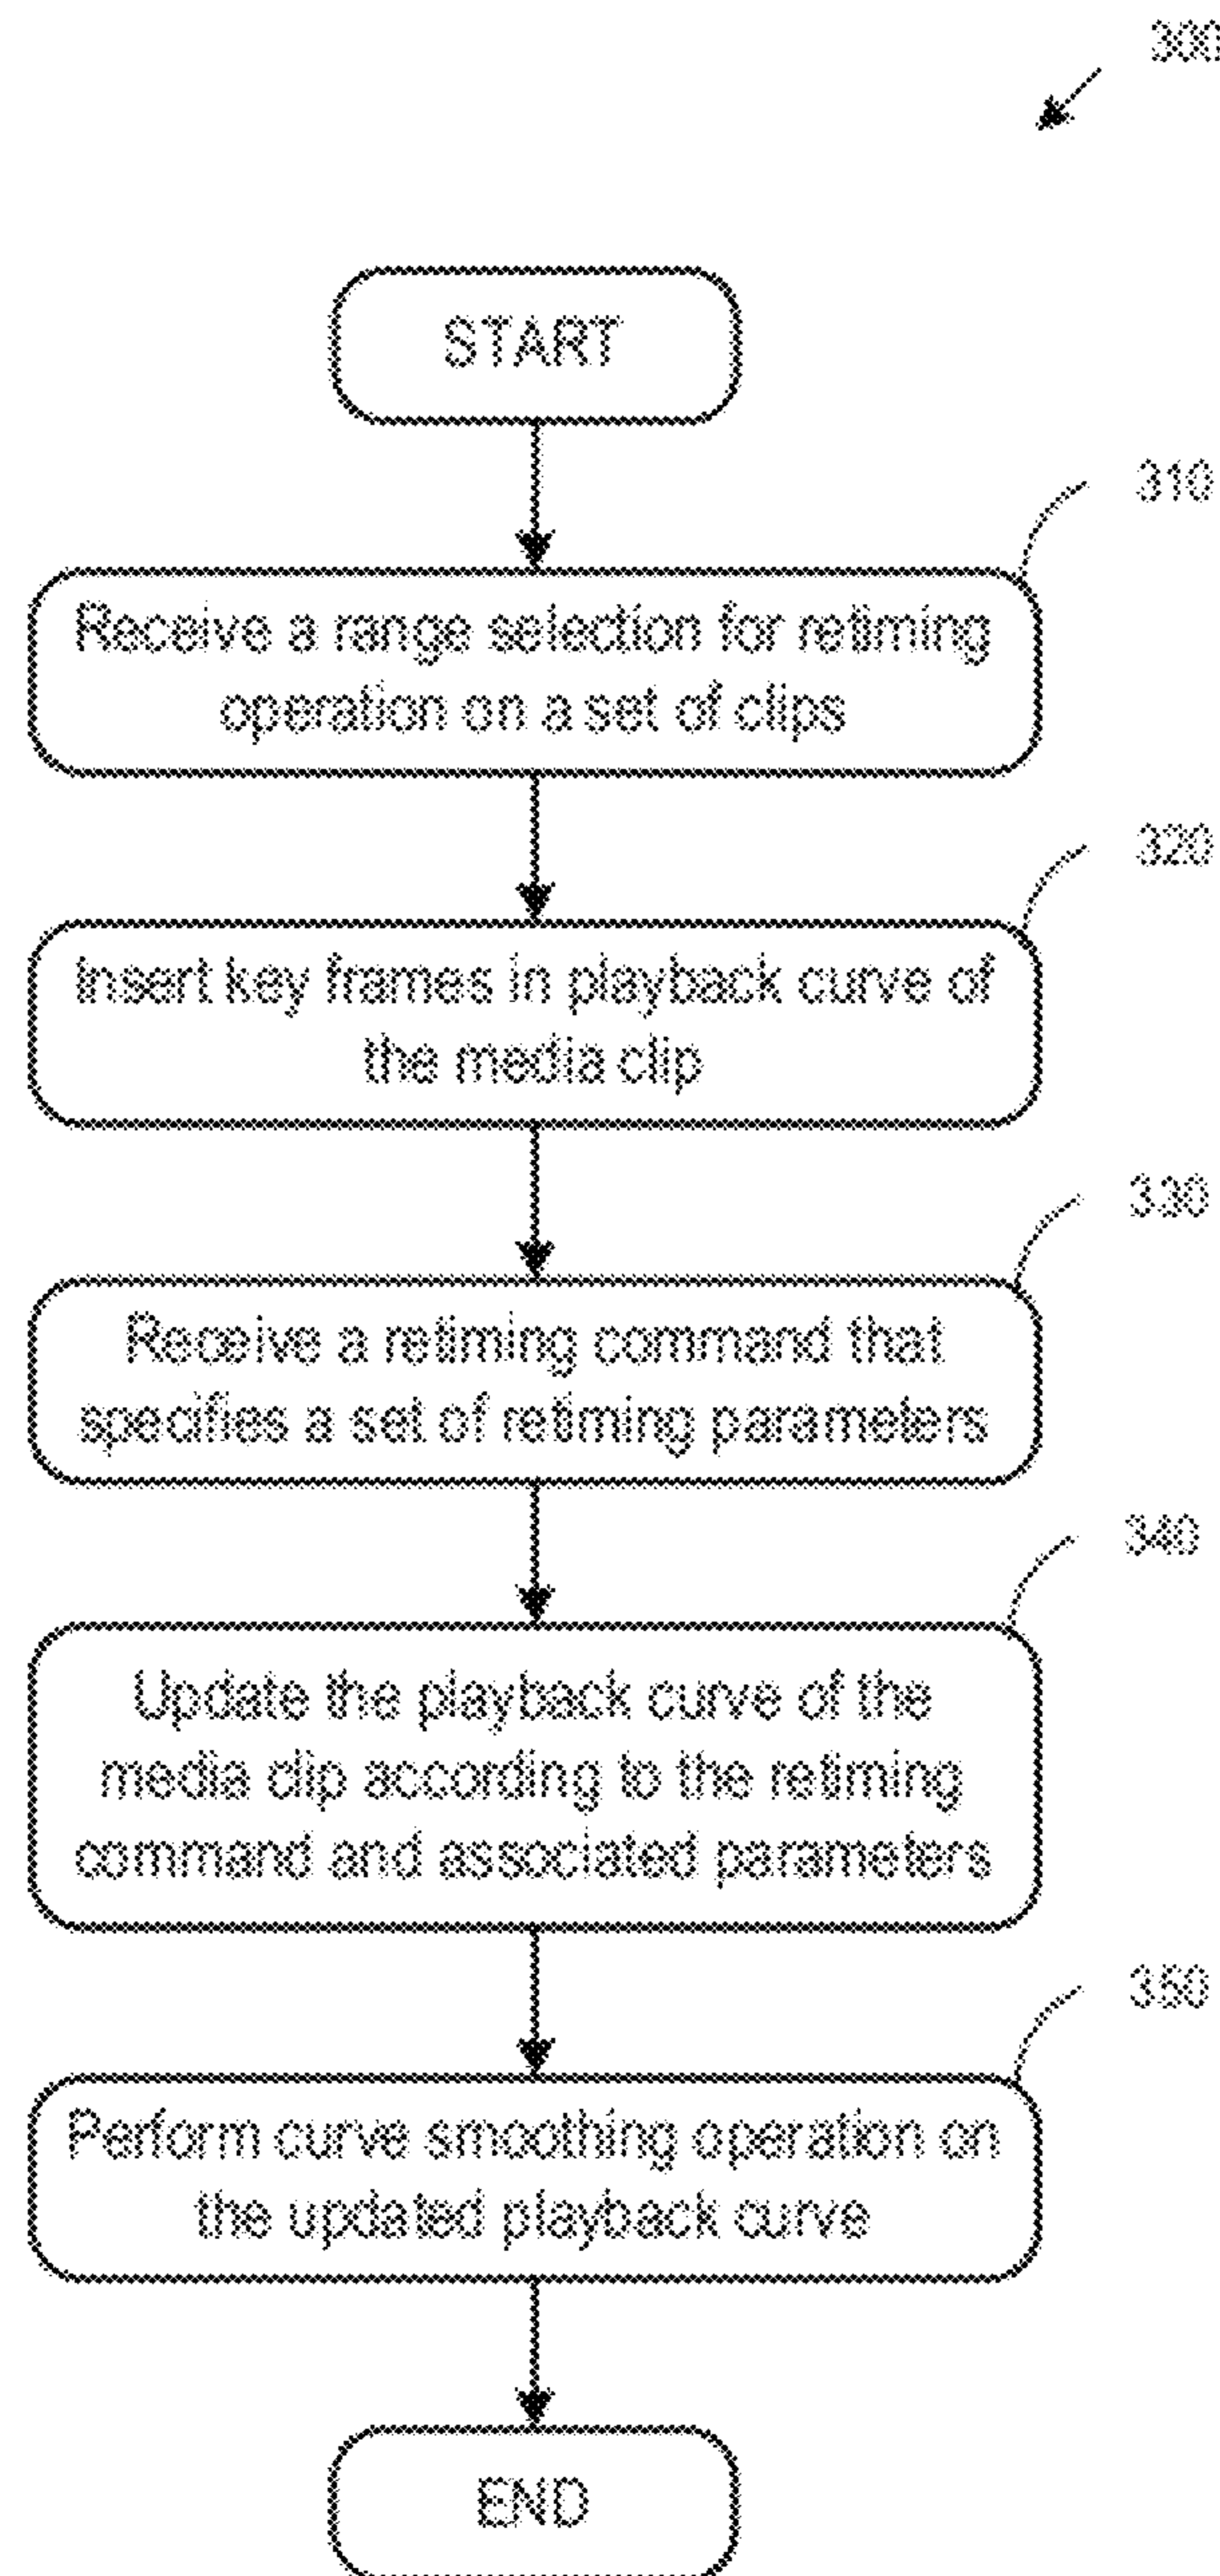 300
START
310
Receive a range selection for retiming
operation on a set of clips
320
Insert key frames in playback curve of
the media clip
330
Receive a retiming command that
specifies a set of retiming parameters
340
Update the playback curve of the
media clip according to the retiming
command and associated parameters
350
Perform curve smoothing operation on
the updated playback curve
END